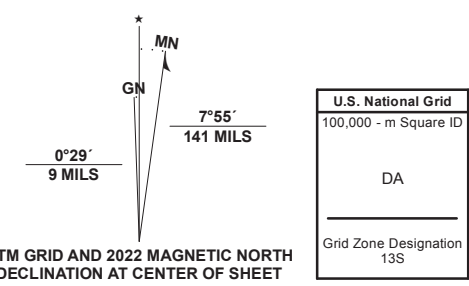 MN
GN
7°55´
141 MILS
0°29´
9 MILS
TM GRID AND 2022 MAGNETIC NORTH
DECLINATION AT CENTER OF SHEET
U.S. National Grid
100,000 - m Square ID
DA
Grid Zone Designation
13S